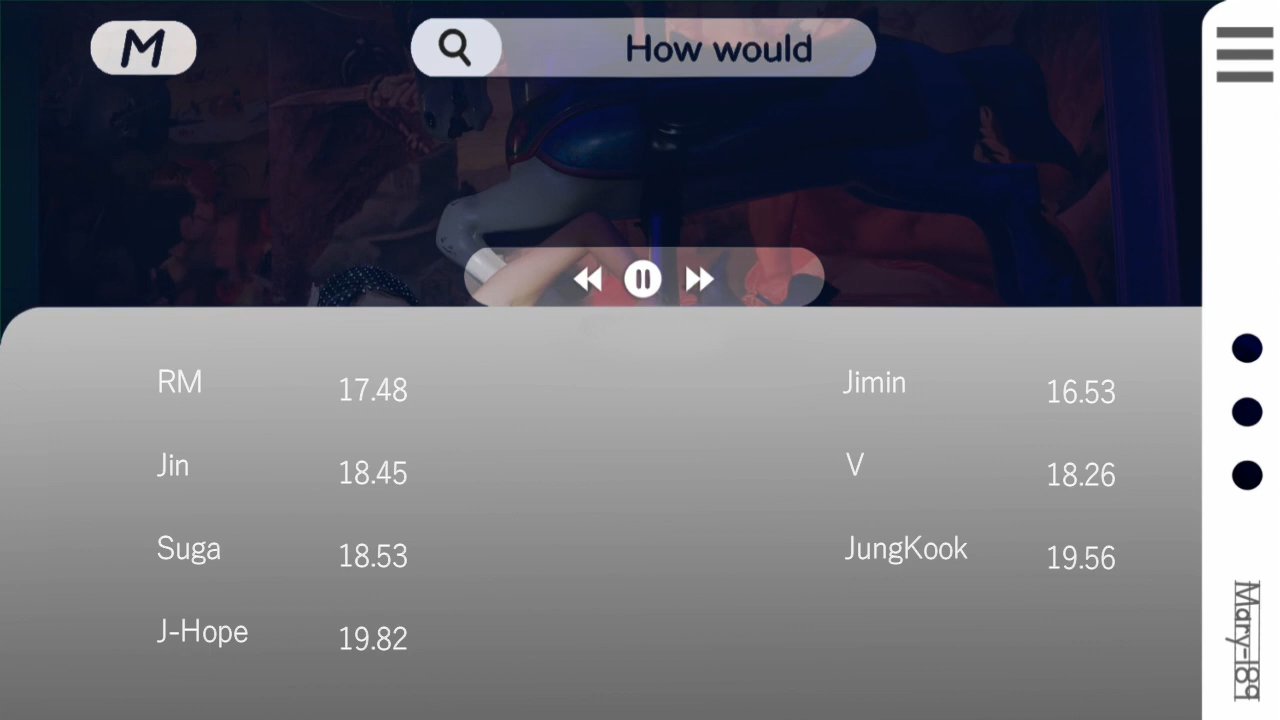 M
How would
RM 17.48
Jimin 16.53
Jin 18.45
V 18.26
Suga 18.53
JungKook 19.56
J-Hope 19.82
Mary-189